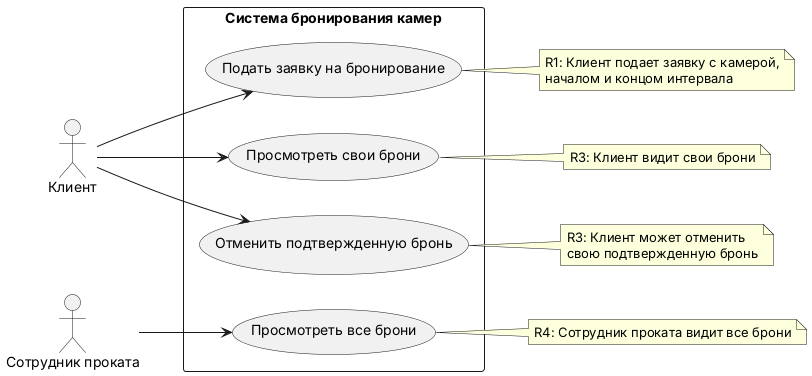 Система бронирования камер
Подать заявку на бронирование
R1: Клиент подает заявку с камерой,
началом и концом интервала
Просмотреть свои брони
R3: Клиент видит свои брони
Клиент
Отменить подтвержденную бронь
R3: Клиент может отменить
свою подтвержденную бронь
Просмотреть все брони
R4: Сотрудник проката видит все брони
Сотрудник проката